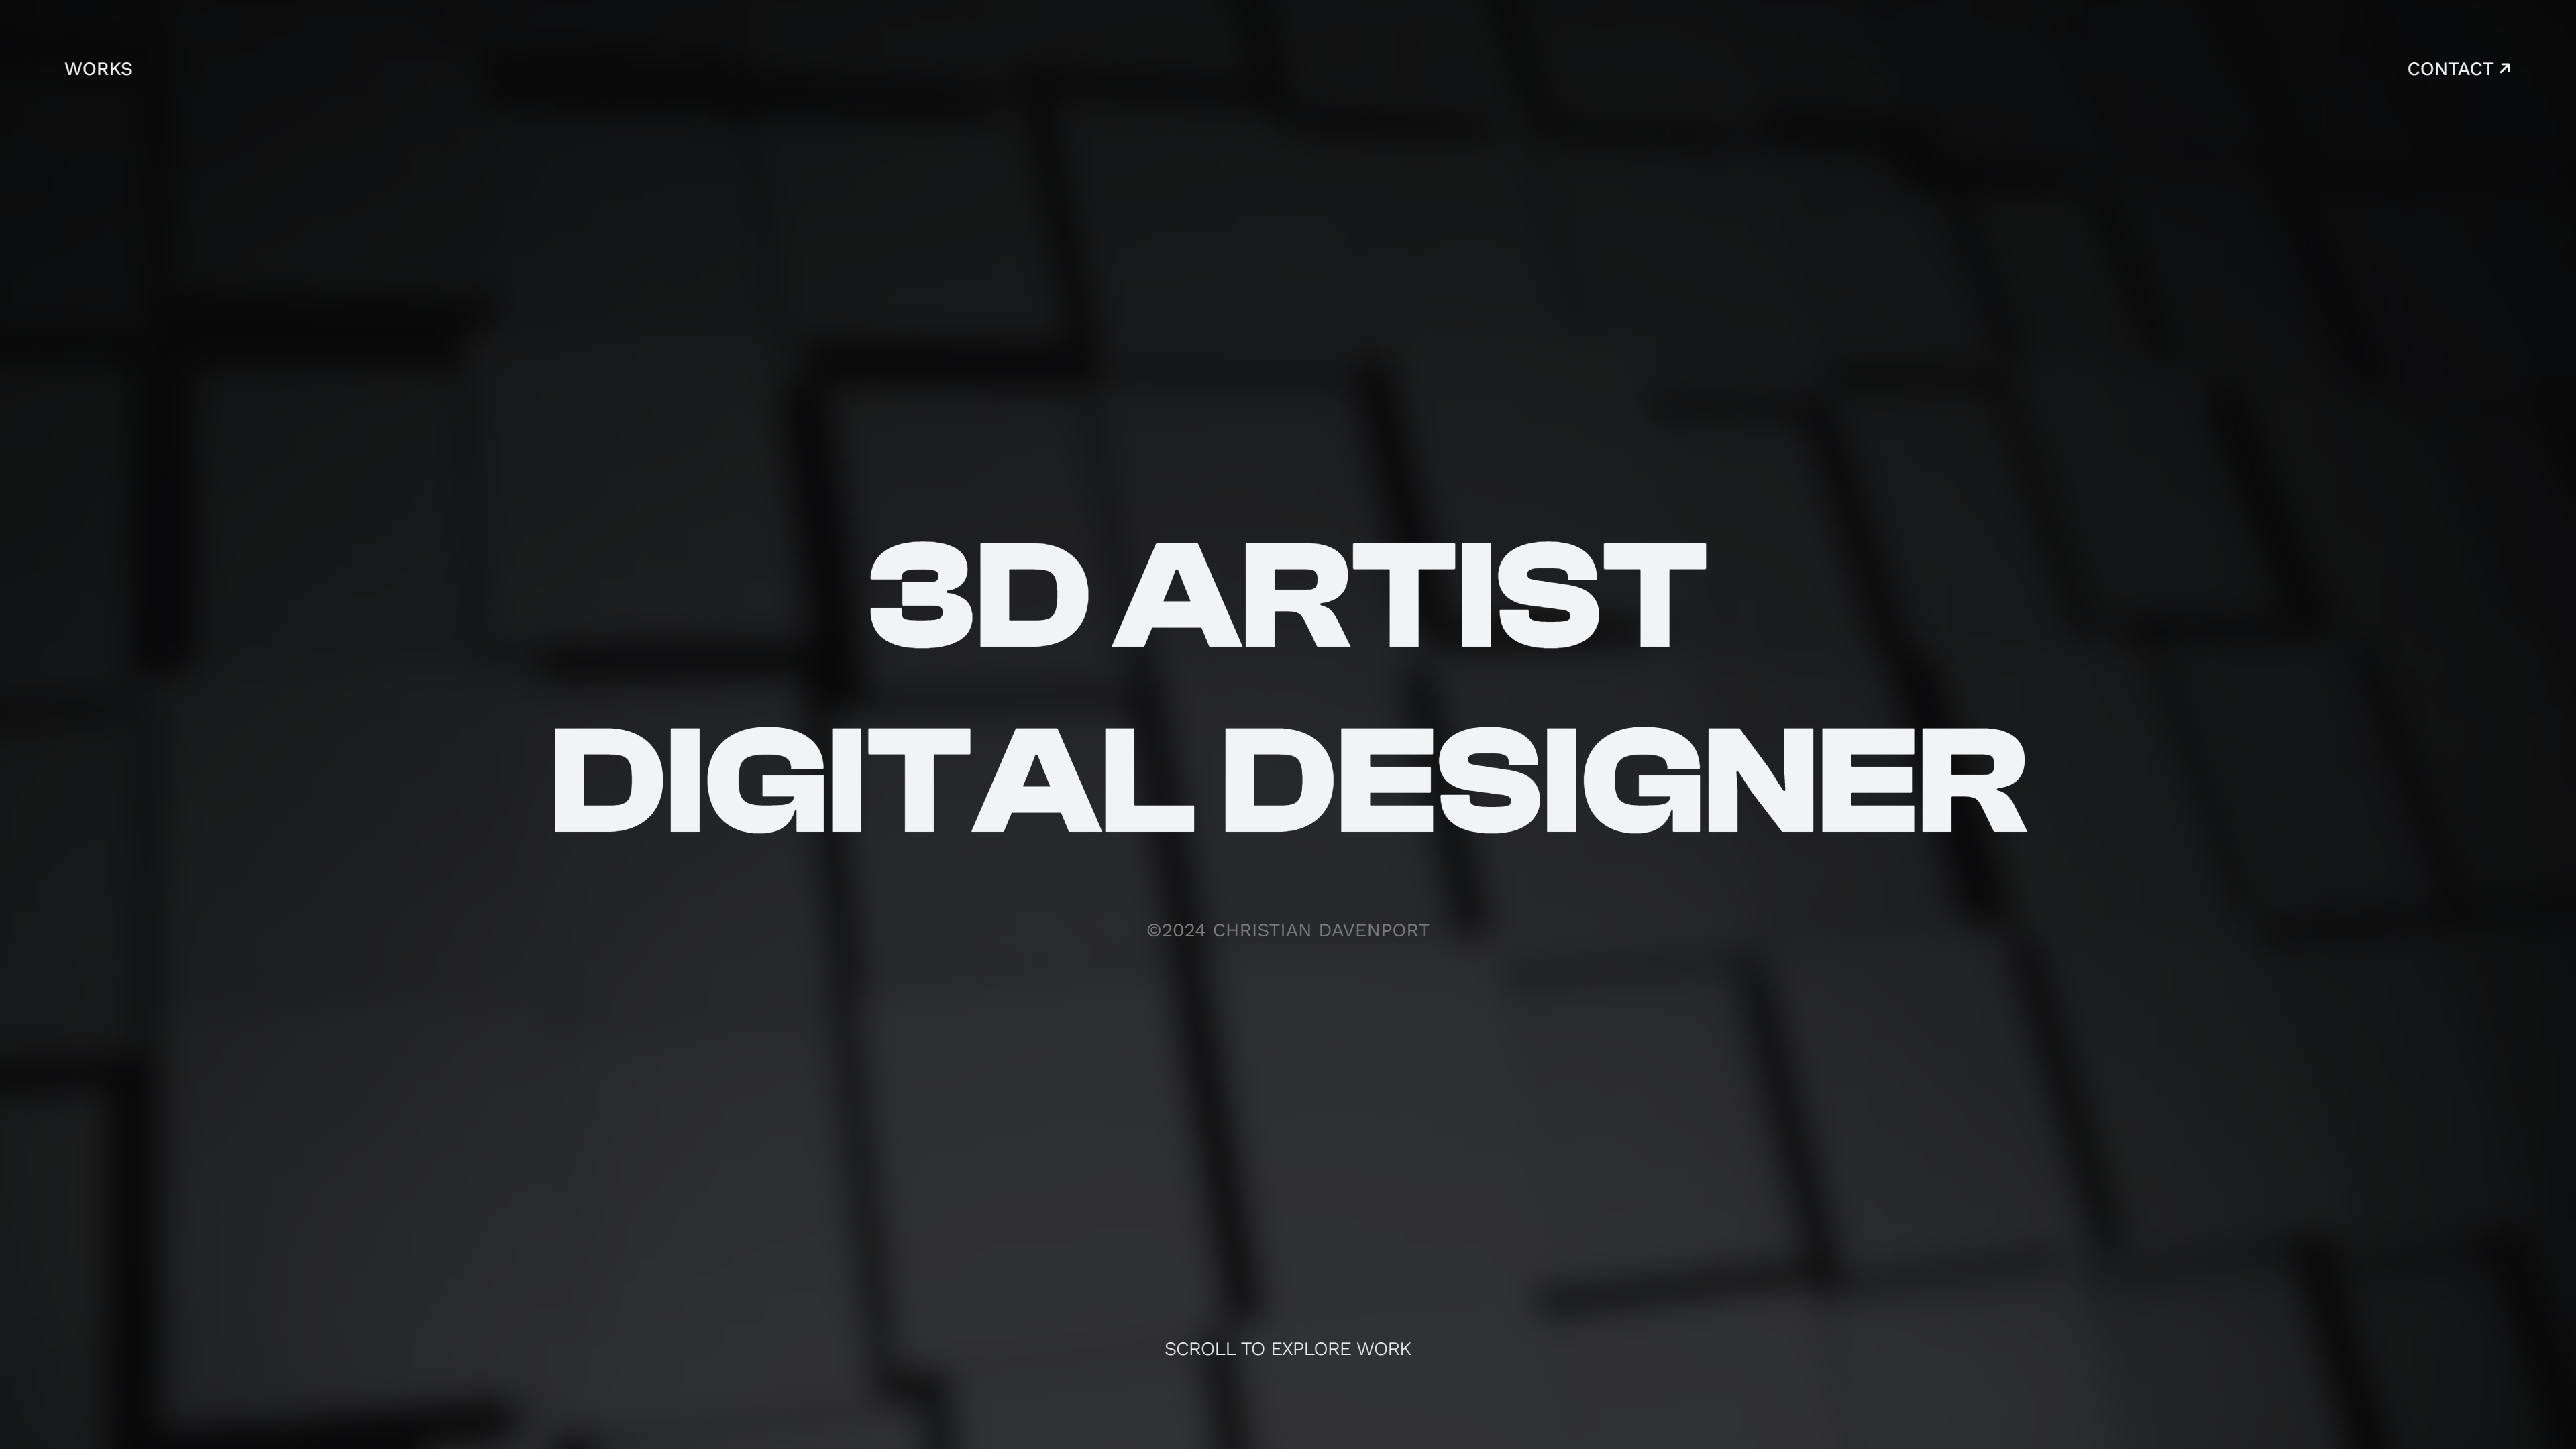 WORKS
CONTACT ↗
3D ARTIST
DIGITAL DESIGNER
©2024 CHRISTIAN DAVENPORT
SCROLL TO EXPLORE WORK